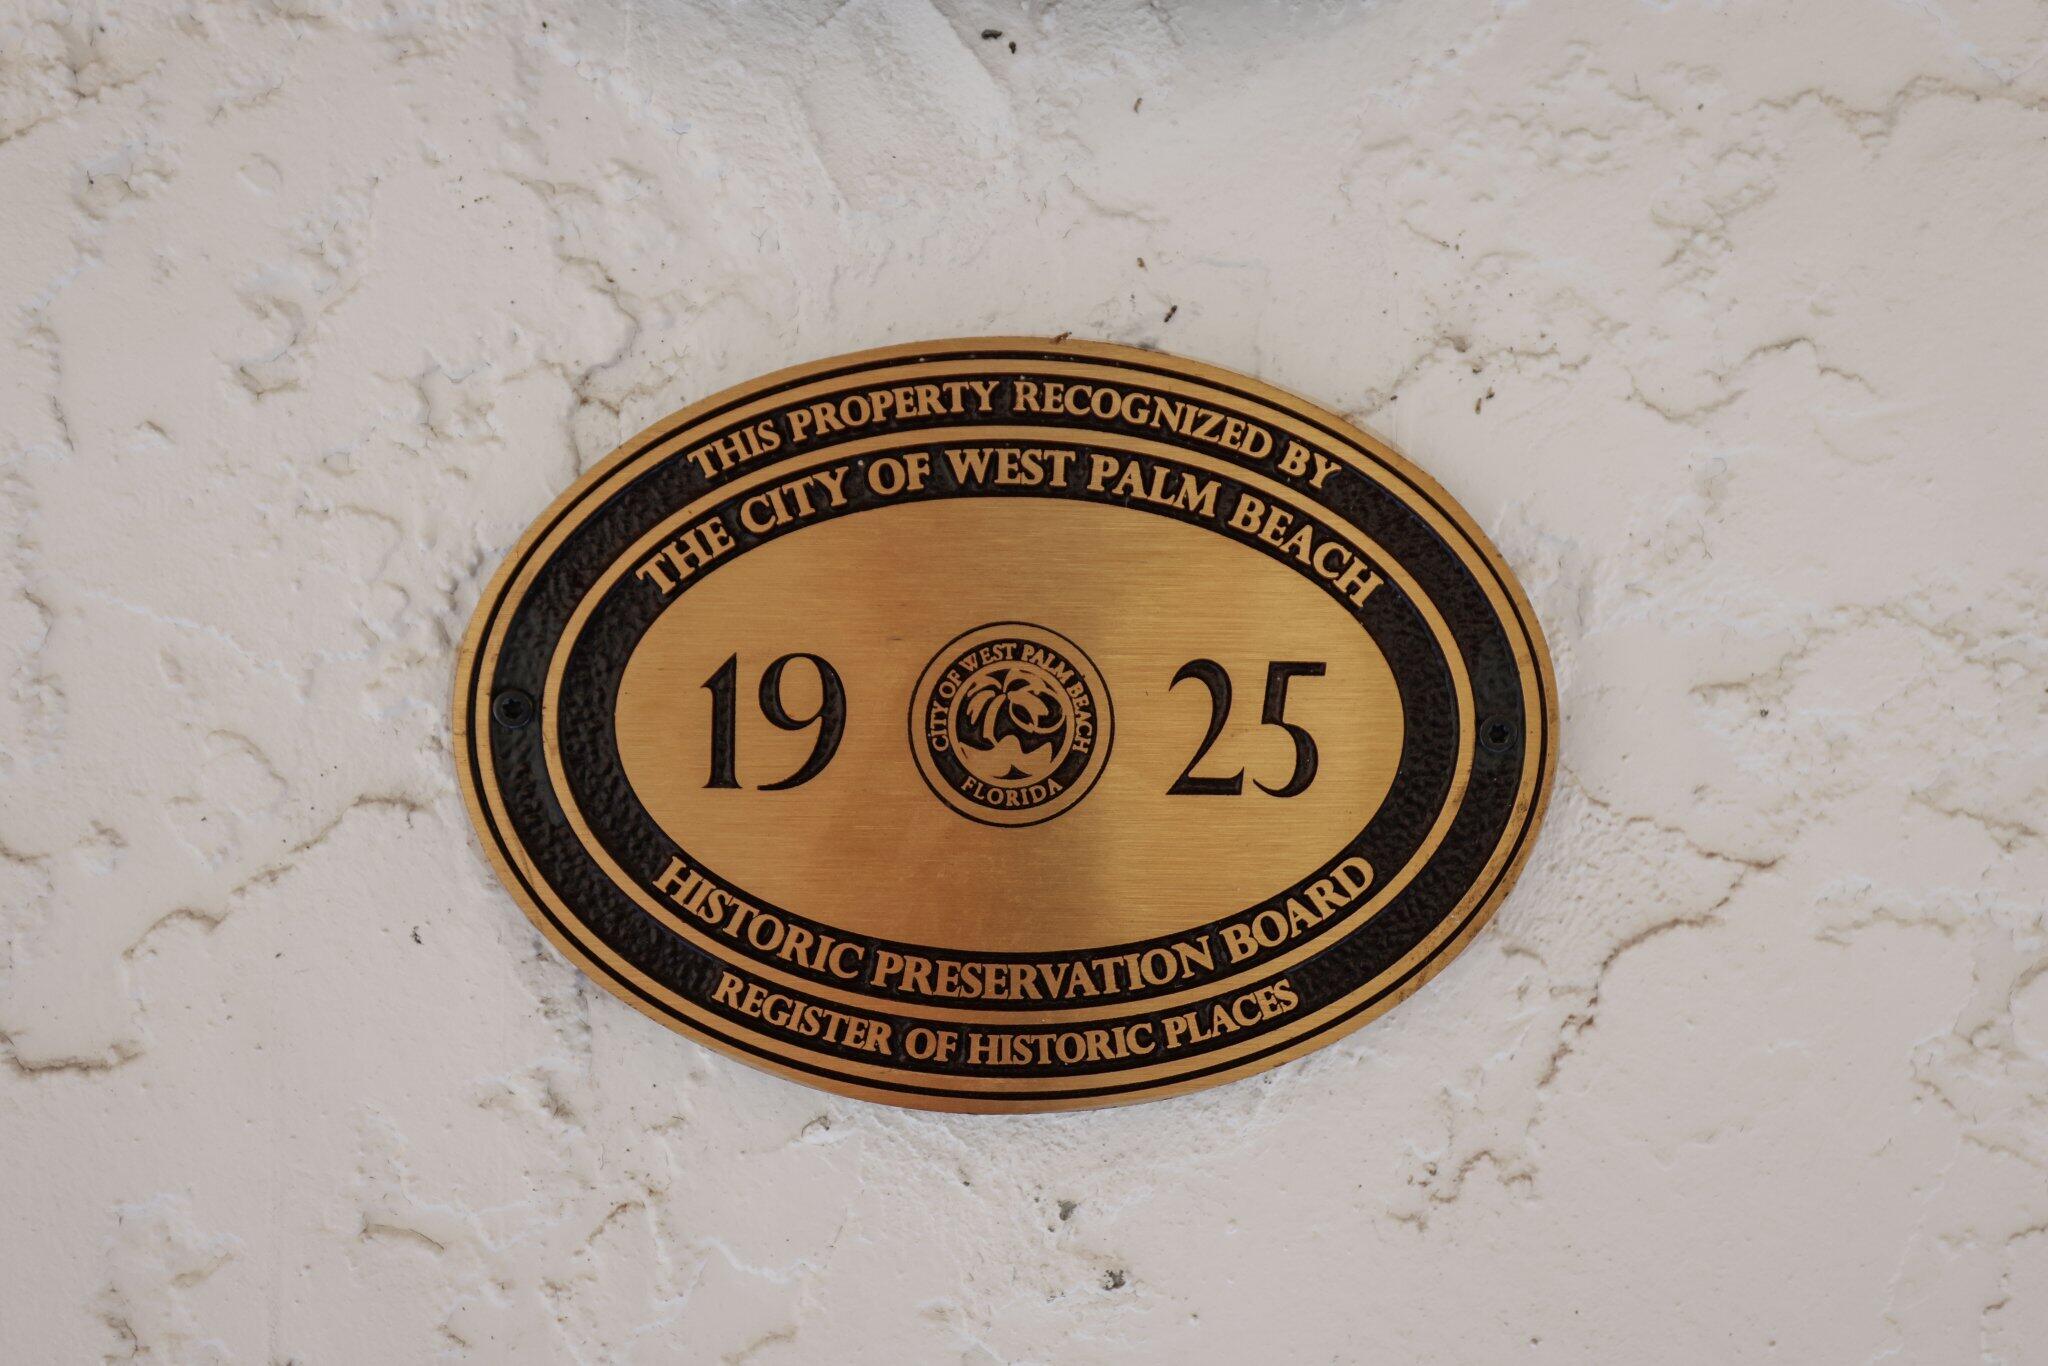 THIS PROPERTY RECOGNIZED BY
THE CITY OF WEST PALM BEACH
19 25
CITY OF WEST PALM BEACH
FLORIDA
HISTORIC PRESERVATION BOARD
REGISTER OF HISTORIC PLACES